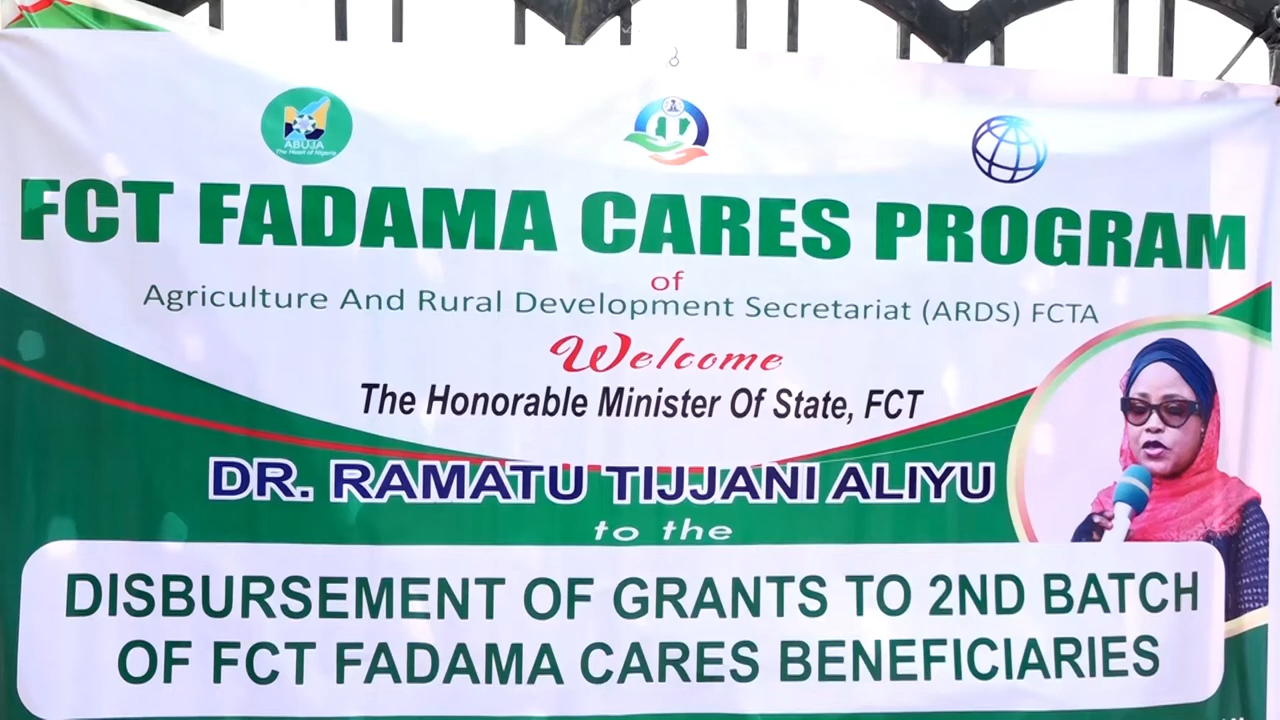 ABUJA
The Heart of Nigeria
FCT FADAMA CARES PROGRAM
of
Agriculture And Rural Development Secretariat (ARDS) FCTA
Welcome
The Honorable Minister Of State, FCT
DR. RAMATU TIJJANI ALIYU
to the
DISBURSEMENT OF GRANTS TO 2ND BATCH
OF FCT FADAMA CARES BENEFICIARIES